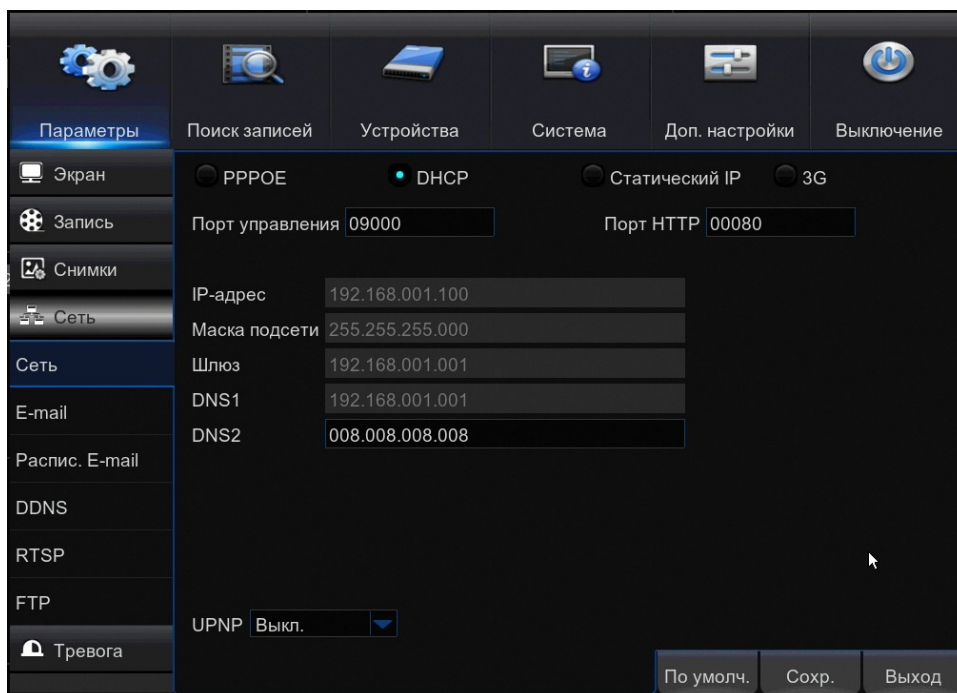 Параметры
Поиск записей
Устройства
Система
Доп. настройки
Выключение
Экран
Запись
Снимки
Сеть
Сеть
E-mail
Распис. E-mail
DDNS
RTSP
FTP
Тревога
PPPOE DHCP Статический IP 3G
Порт управления 09000 Порт HTTP 00080
IP-адрес 192.168.001.100
Маска подсети 255.255.255.000
Шлюз 192.168.001.001
DNS1 192.168.001.001
DNS2 008.008.008.008
UPNP Выкл.
По умолч. Сохр. Выход